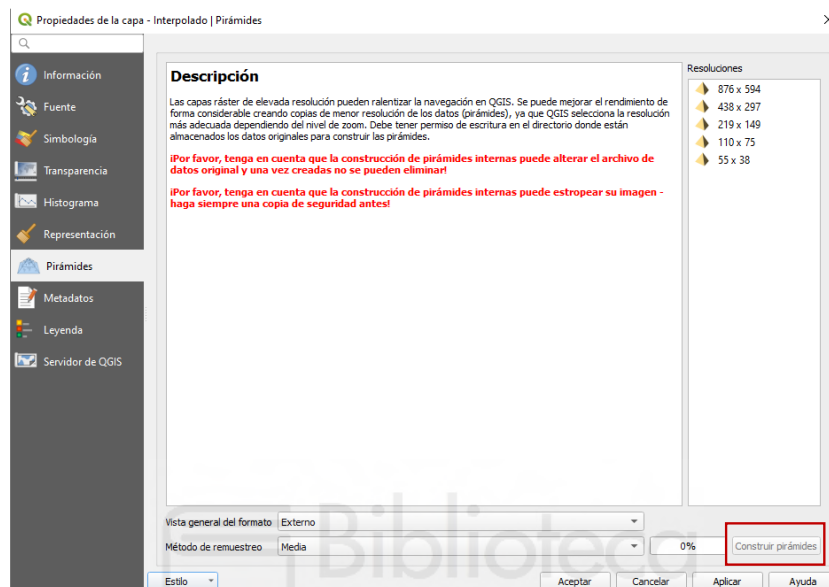 Propiedades de la capa - Interpolado | Pirámides
Información
Fuente
Simbología
Transparencia
Histograma
Representación
Pirámides
Metadatos
Leyenda
Servidor de QGIS
Descripción
Las capas ráster de elevada resolución pueden ralentizar la navegación en QGIS. Se puede mejorar el rendimiento de
forma considerable creando copias de menor resolución de los datos (pirámides), ya que QGIS selecciona la resolución
más adecuada dependiendo del nivel de zoom. Debe tener permiso de escritura en el directorio donde están
almacenados los datos originales para construir las pirámides.
¡Por favor, tenga en cuenta que la construcción de pirámides internas puede alterar el archivo de
datos original y una vez creadas no se pueden eliminar!
¡Por favor, tenga en cuenta que la construcción de pirámides internas puede estropear su imagen -
haga siempre una copia de seguridad antes!
Resoluciones
876 x 594
438 x 297
219 x 149
110 x 75
55 x 38
Vista general del formato Externo
Método de remuestreo Media 0% Construir pirámides
Biblioteca
Estilo Aceptar Cancelar Aplicar Ayuda